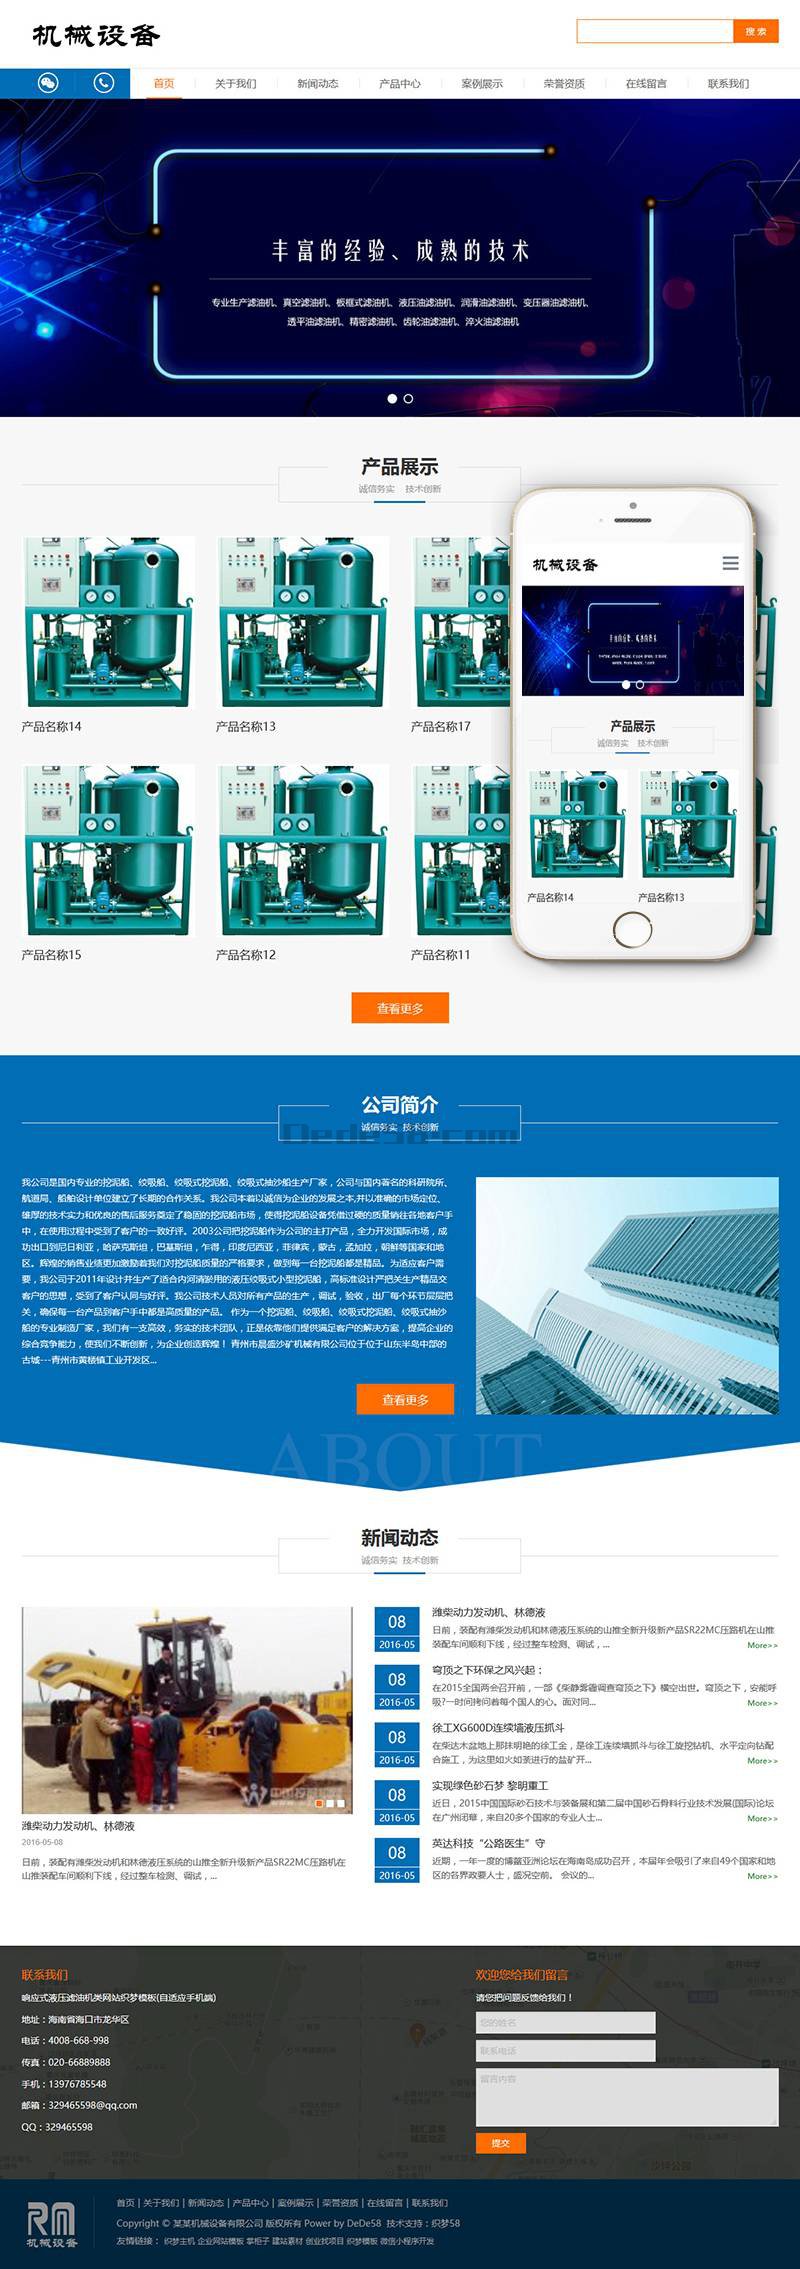 机械设备
搜 索
首页 关于我们 新闻动态 产品中心 案例展示 荣誉资质 在线留言 联系我们
丰富的经验、成熟的技术
专业生产滤油机、真空滤油机、板框式滤油机、液压油滤油机、润滑油滤油机、变压器油滤油机、
透平油滤油机、精密滤油机、齿轮油滤油机、淬火油滤油机
产品展示
诚信务实 技术创新
产品名称14
产品名称13
产品名称17
产品名称15
产品名称12
产品名称11
机械设备
丰富的经验、成熟的技术
产品展示
诚信务实 技术创新
产品名称14
产品名称13
查看更多
公司简介
诚信务实 技术创新
Dede58.com
我公司是国内专业的挖泥船、绞吸船、绞吸式挖泥船、绞吸式抽沙船生产厂家，公司与国内著名的科研院所、
航道局、船舶设计单位建立了长期的合作关系。我公司本着以诚信为企业的发展之本,并以准确的市场定位、
雄厚的技术实力和优良的售后服务奠定了稳固的挖泥船市场，使得挖泥船设备凭借过硬的质量销往各地客户手
中，在使用过程中受到了客户的一致好评。2003公司把挖泥船作为公司的主打产品，全力开发国际市场，成
功出口到尼日利亚，哈萨克斯坦，巴基斯坦，乍得，印度尼西亚，菲律宾，蒙古，孟加拉，朝鲜等国家和地
区。辉煌的销售业绩更加激励着我们对挖泥船质量的严格要求，做到每一台挖泥船都是精品。为适应客户需
要，我公司于2011年设计并生产了适合内河清淤用的液压绞吸式小型挖泥船，高标准设计严把关生产精品交
客户的思想，受到了客户认同与好评。我公司技术人员对所有产品的生产，调试，验收，出厂每个环节层层把
关，确保每一台产品到客户手中都是高质量的产品。 作为一个挖泥船、绞吸船、绞吸式挖泥船、绞吸式抽沙
船的专业制造厂家，我们有一支高效，务实的技术团队，正是依靠他们提供满足客户的解决方案，提高企业的
综合竞争能力，使我们不断创新，为企业创造辉煌！ 青州市晨盛沙矿机械有限公司位于位于山东半岛中部的
古城---青州市黄楼镇工业开发区...
查看更多
ABOUT
新闻动态
诚信务实 技术创新
潍柴动力发动机、林德液
2016-05-08
日前，装配有潍柴发动机和林德液压系统的山推全新升级新产品SR22MC压路机在
山推装配车间顺利下线，经过整车检测、调试，...
08
2016-05
潍柴动力发动机、林德液
日前，装配有潍柴发动机和林德液压系统的山推全新升级新产品SR22MC压路机在山推
装配车间顺利下线，经过整车检测、调试，...
More>>
08
2016-05
穹顶之下环保之风兴起：
在2015全国两会召开前，一部《柴静雾霾调查穹顶之下》横空出世。穹顶之下，安能呼
吸?一时间拷问着每个国人的心。面对同...
More>>
08
2016-05
徐工XG600D连续墙液压抓斗
在柴达木盆地上那抹明艳的徐工金，是徐工连续墙抓斗与徐工旋挖钻机、水平定向钻配
合施工，为这里如火如荼进行的盐矿开...
More>>
08
2016-05
实现绿色砂石梦 黎明重工
近日，2015中国国际砂石技术与装备展和第二届中国砂石骨料行业技术发展(国际)论坛
在广州闭幕，来自20多个国家的专业人士...
More>>
08
2016-05
英达科技“公路医生”守
近期，一年一度的博鳌亚洲论坛在海南岛成功召开，本届年会吸引了来自49个国家和地
区的各界政要人士，盛况空前。 会议的...
More>>
联系我们
响应式液压滤油机类网站织梦模板(自适应手机端)
地址：海南省海口市龙华区
电话：4008-668-998
传真：020-66889888
手机：13976785548
邮箱：329465598@qq.com
QQ：329465598
欢迎您给我们留言
请您把问题反馈给我们！
您的姓名
联系电话
留言内容
提交
RM
机械设备
首页 | 关于我们 | 新闻动态 | 产品中心 | 案例展示 | 荣誉资质 | 在线留言 | 联系我们
Copyright © 某某机械设备有限公司 版权所有 Power by DeDe58 技术支持：织梦58
友情链接： 织梦主机 企业网站模板 掌柜子 建站素材 创业找项目 织梦模板 微信小程序开发